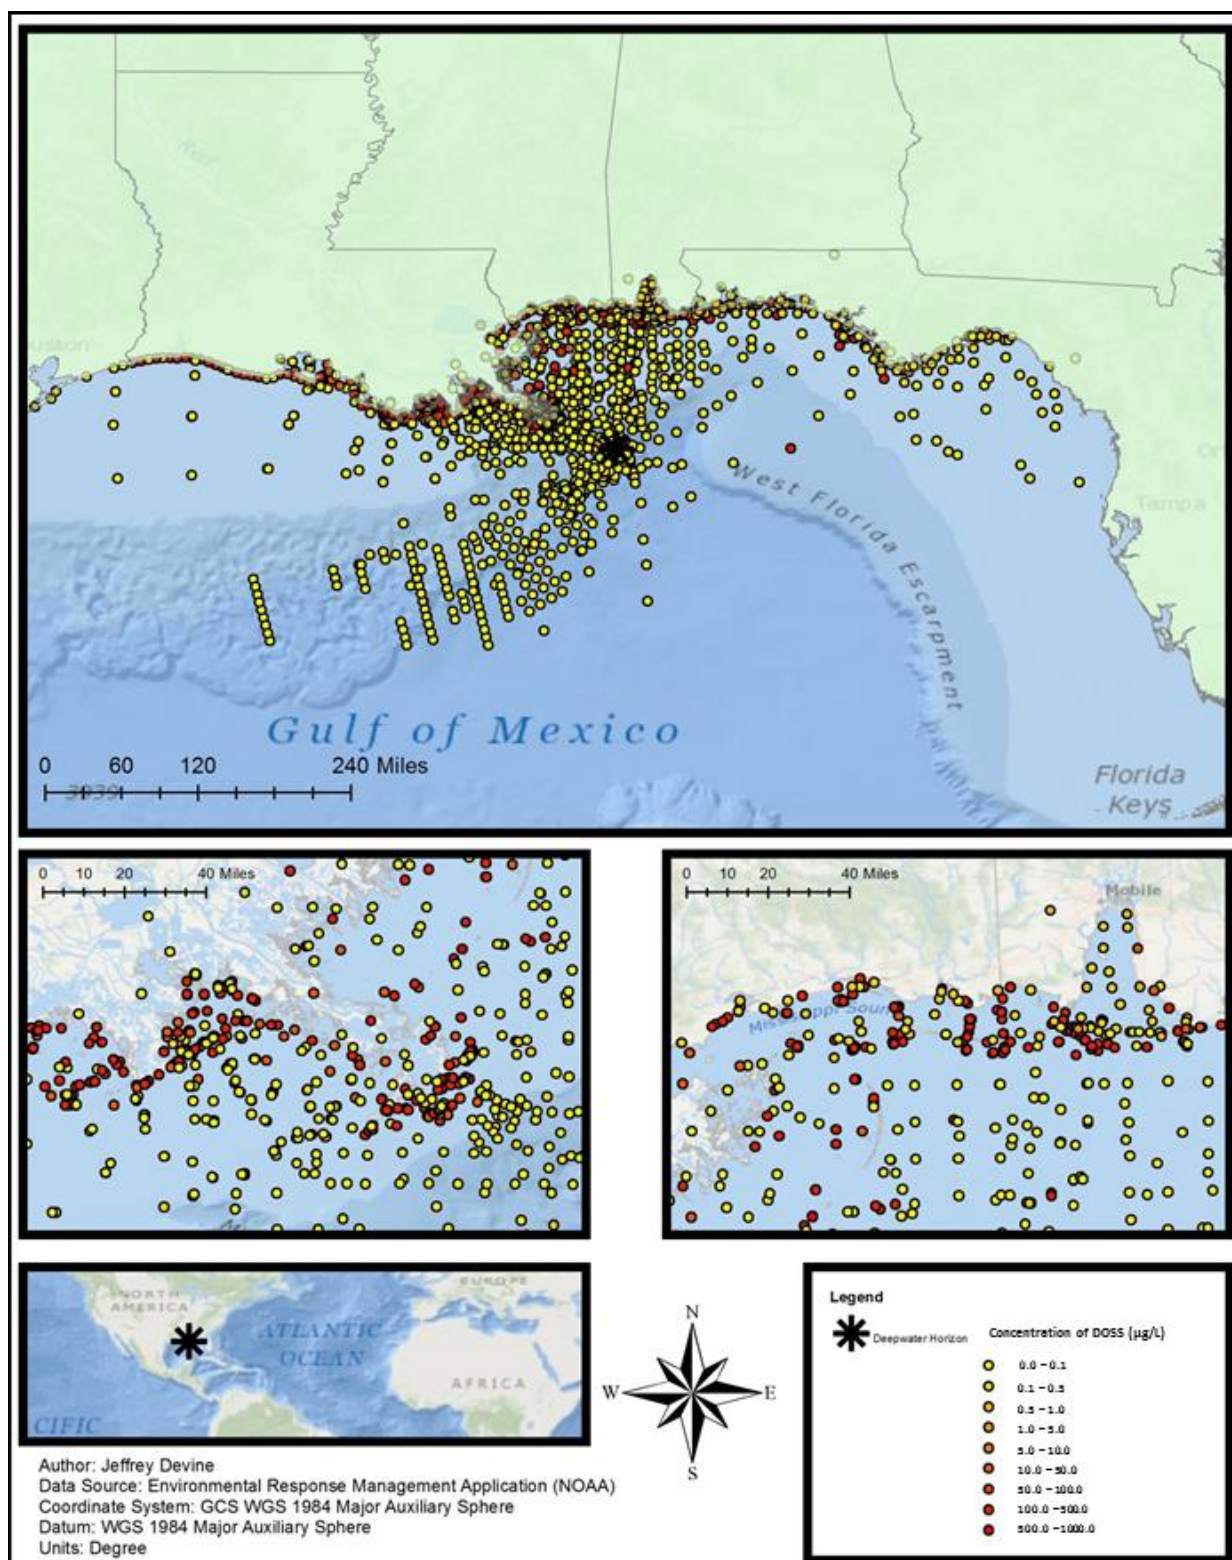 Red
ouston
Tampa
West Florida Escarpment
Gulf of Mexico
0 60 120 240 Miles
3939
Florida
Keys
0 10 20 40 Miles
0 10 20 40 Miles
Mobile
Mississippi Soun
NORTH
AMERICA
EUROPE
ATLANTIC
OCEAN
AFRICA
CIFIC
N
W E
S
Legend
Deepwater Horizon
Concentration of DOSS (µg/L)
0.0 – 0.1
0.1 – 0.5
0.5 – 1.0
1.0 – 5.0
5.0 – 10.0
10.0 – 50.0
50.0 – 100.0
100.0 – 500.0
500.0 – 1000.0
Author: Jeffrey Devine
Data Source: Environmental Response Management Application (NOAA)
Coordinate System: GCS WGS 1984 Major Auxiliary Sphere
Datum: WGS 1984 Major Auxiliary Sphere
Units: Degree